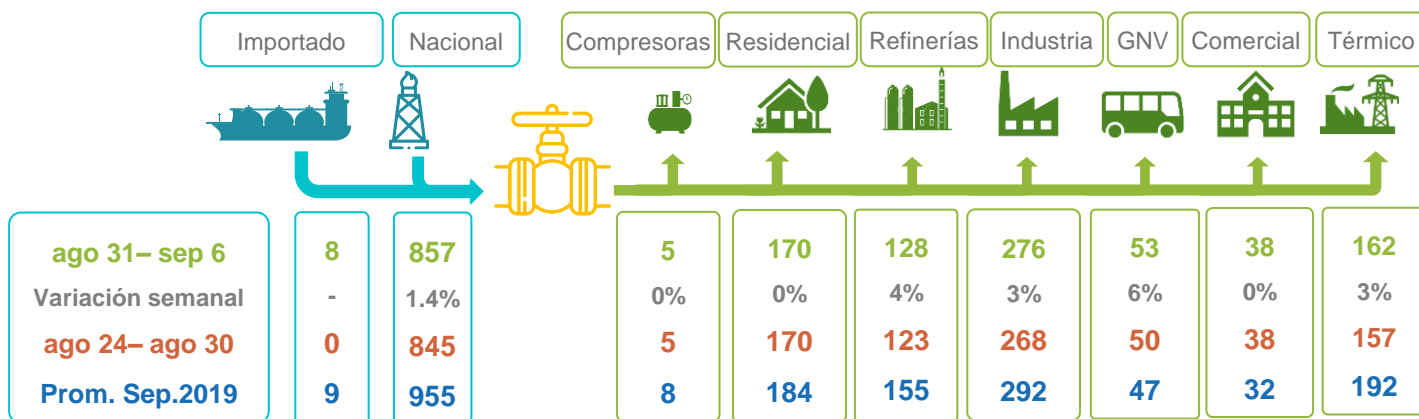 Importado Nacional Compresoras Residencial Refinerías Industria GNV Comercial Térmico
ago 31– sep 6 8 857 5 170 128 276 53 38 162
Variación semanal - 1.4% 0% 0% 4% 3% 6% 0% 3%
ago 24– ago 30 0 845 5 170 123 268 50 38 157
Prom. Sep.2019 9 955 8 184 155 292 47 32 192